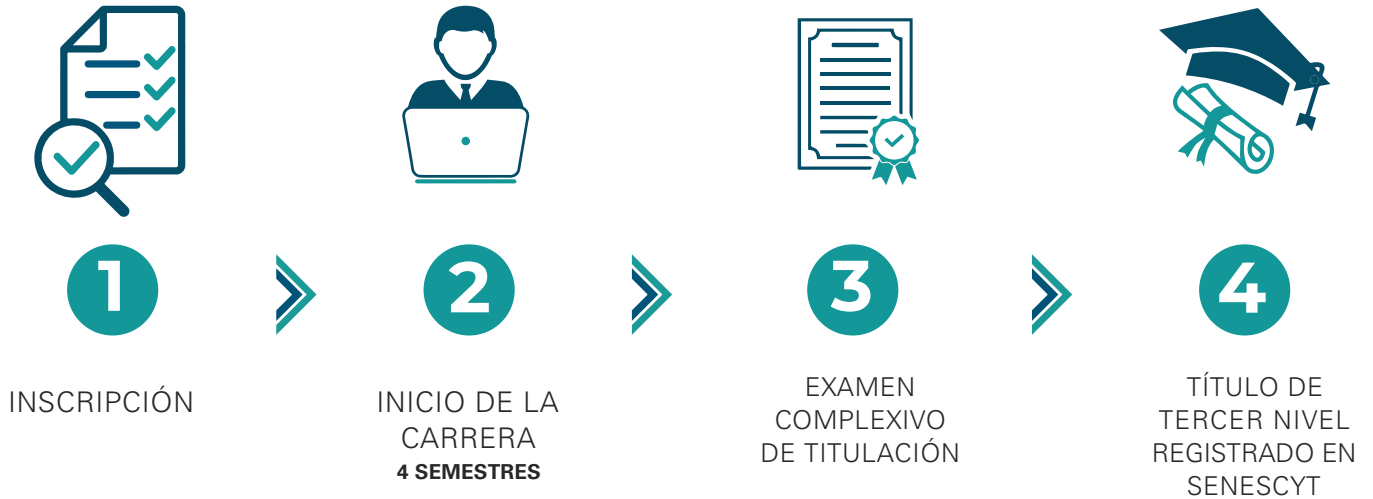 1
2
3
4
INSCRIPCIÓN
INICIO DE LA
CARRERA
4 SEMESTRES
EXAMEN
COMPLEXIVO
DE TITULACIÓN
TÍTULO DE
TERCER NIVEL
REGISTRADO EN
SENESCYT